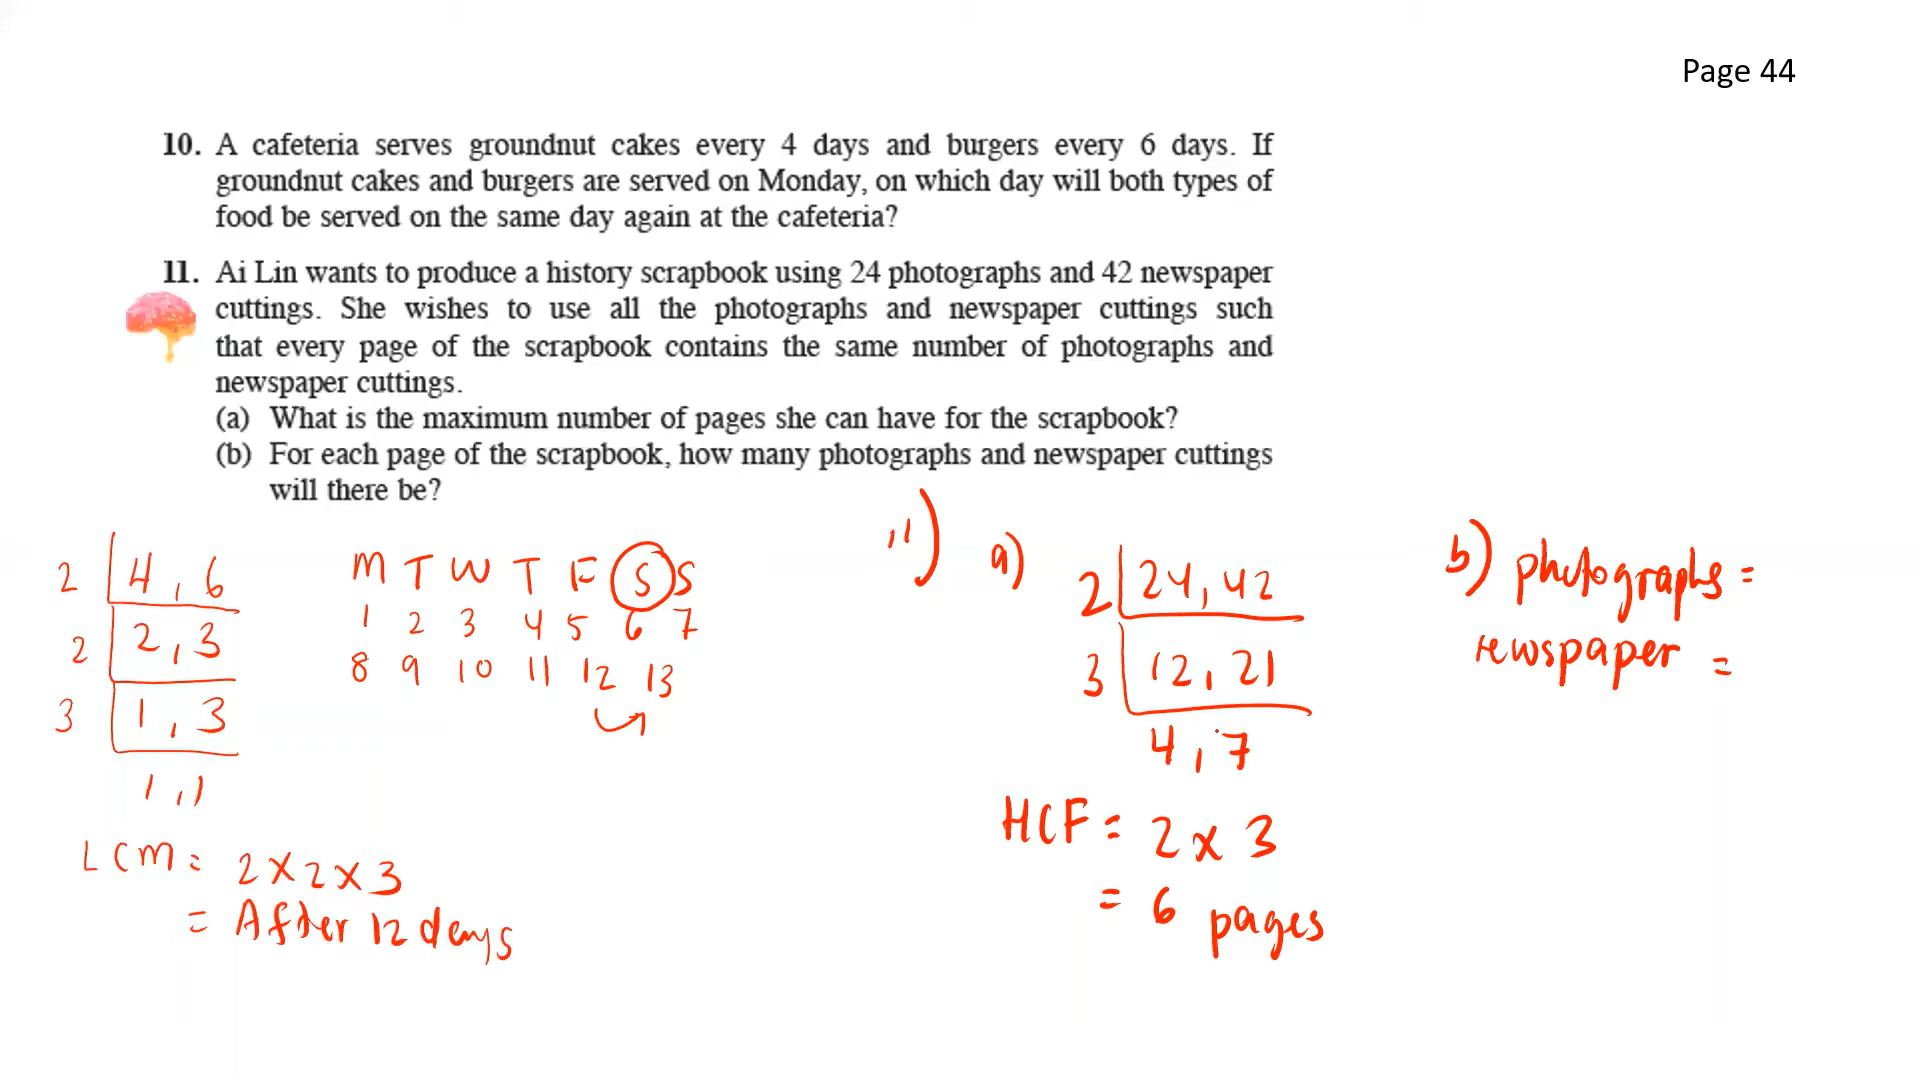 Page 44
10. A cafeteria serves groundnut cakes every 4 days and burgers every 6 days. If
groundnut cakes and burgers are served on Monday, on which day will both types of
food be served on the same day again at the cafeteria?
11. Ai Lin wants to produce a history scrapbook using 24 photographs and 42 newspaper
cuttings. She wishes to use all the photographs and newspaper cuttings such
that every page of the scrapbook contains the same number of photographs and
newspaper cuttings.
(a) What is the maximum number of pages she can have for the scrapbook?
(b) For each page of the scrapbook, how many photographs and newspaper cuttings
will there be?
2 4, 6
2 2, 3
3 1, 3
1, 1
LCM = 2 x 2 x 3
= After 12 days
M T W T F S S
1 2 3 4 5 6 7
8 9 10 11 12 13
11) a)
2 24, 42
3 12, 21
4, 7
HCF = 2 x 3
= 6 pages
b) photographs =
newspaper =